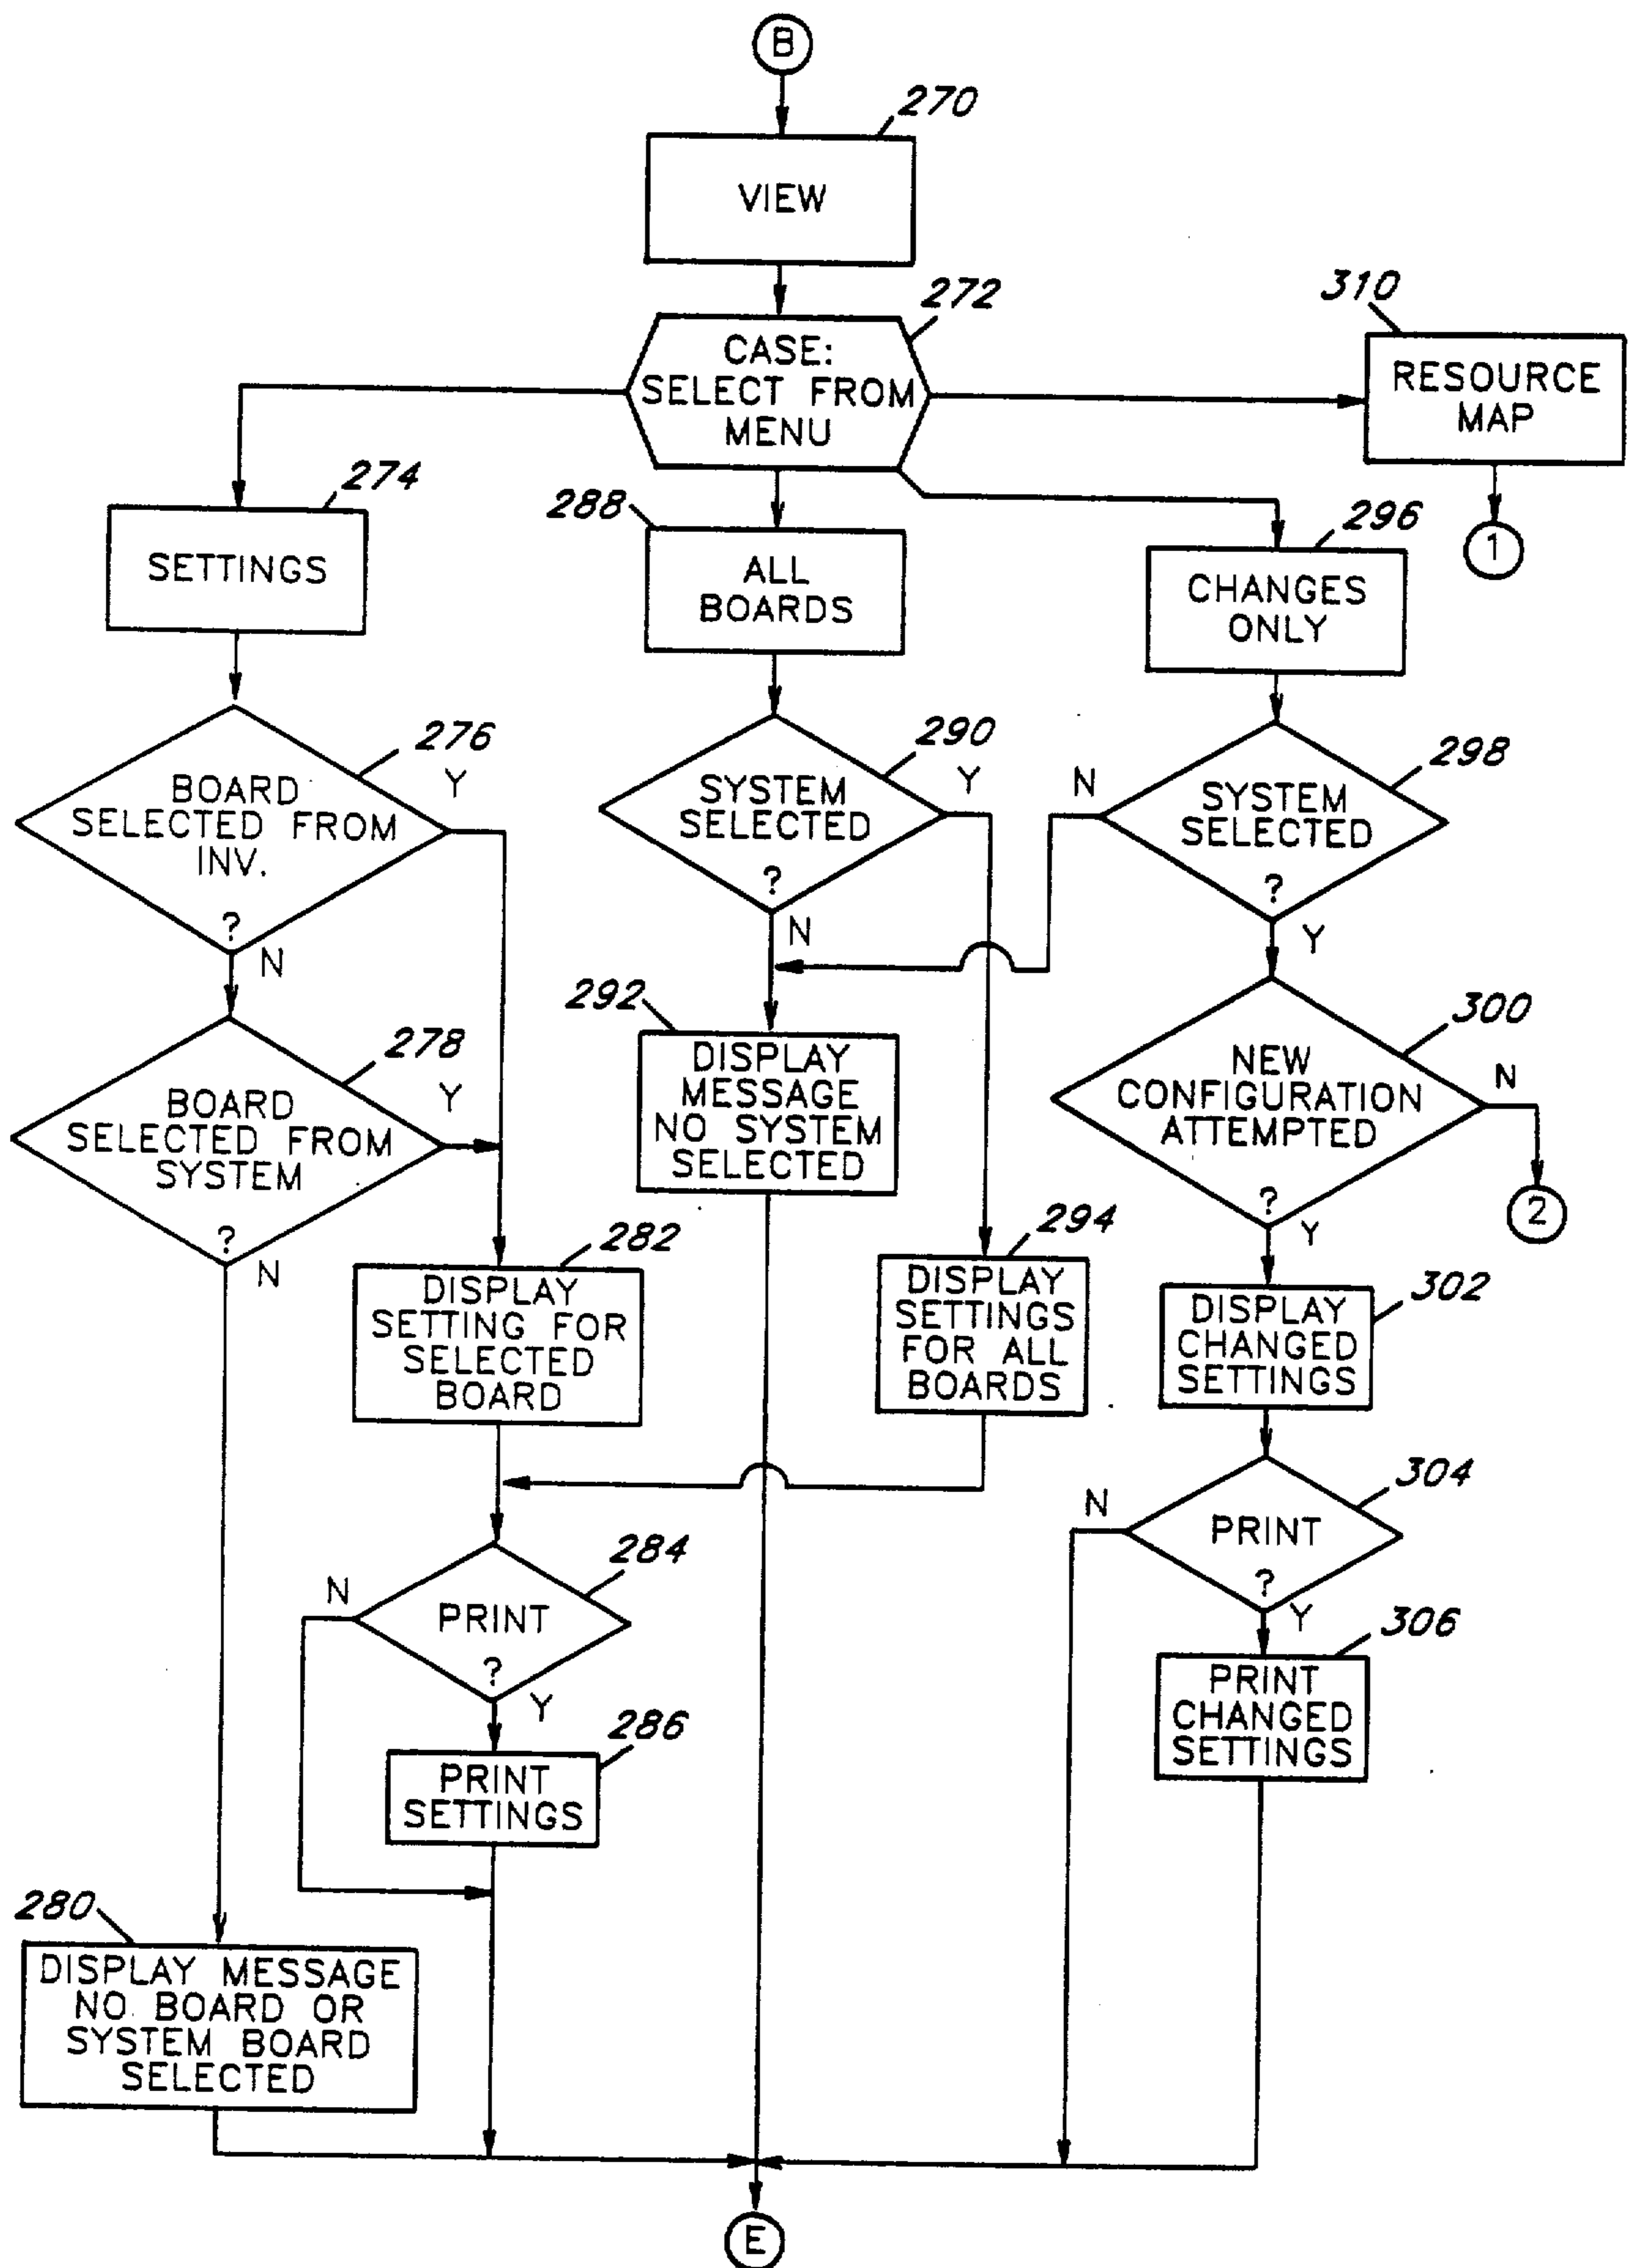 B
270
VIEW
272
CASE:
SELECT FROM
MENU
310
RESOURCE
MAP
1
274
SETTINGS
288
ALL
BOARDS
296
CHANGES
ONLY
276
BOARD
SELECTED FROM
INV.
?
Y
N
290
SYSTEM
SELECTED
?
Y
N
298
SYSTEM
SELECTED
?
N
Y
278
BOARD
SELECTED FROM
SYSTEM
?
Y
N
292
DISPLAY
MESSAGE
NO SYSTEM
SELECTED
300
NEW
CONFIGURATION
ATTEMPTED
?
N
Y
2
282
DISPLAY
SETTING FOR
SELECTED
BOARD
294
DISPLAY
SETTINGS
FOR ALL
BOARDS
302
DISPLAY
CHANGED
SETTINGS
284
PRINT
?
N
Y
304
PRINT
?
N
Y
286
PRINT
SETTINGS
306
PRINT
CHANGED
SETTINGS
280
DISPLAY MESSAGE
NO BOARD OR
SYSTEM BOARD
SELECTED
E